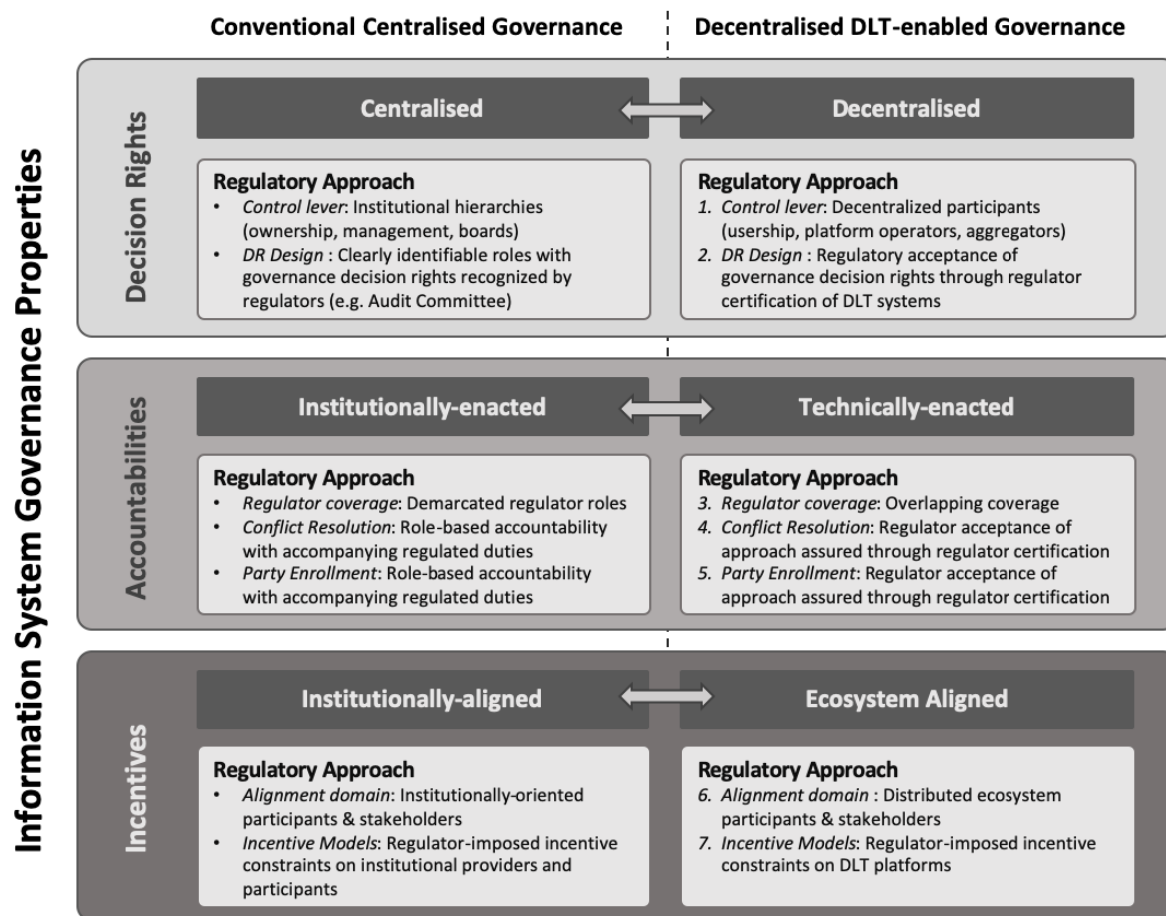 Conventional Centralised Governance
Decentralised DLT-enabled Governance
Information System Governance Properties
Decision Rights
Centralised
Decentralised
Regulatory Approach
• Control lever: Institutional hierarchies
(ownership, management, boards)
• DR Design : Clearly identifiable roles with
governance decision rights recognized by
regulators (e.g. Audit Committee)
Regulatory Approach
1. Control lever: Decentralized participants
(usership, platform operators, aggregators)
2. DR Design : Regulatory acceptance of
governance decision rights through regulator
certification of DLT systems
Accountabilities
Institutionally-enacted
Technically-enacted
Regulatory Approach
• Regulator coverage: Demarcated regulator roles
• Conflict Resolution: Role-based accountability
with accompanying regulated duties
• Party Enrollment: Role-based accountability
with accompanying regulated duties
Regulatory Approach
3. Regulator coverage: Overlapping coverage
4. Conflict Resolution: Regulator acceptance of
approach assured through regulator certification
5. Party Enrollment: Regulator acceptance of
approach assured through regulator certification
Incentives
Institutionally-aligned
Ecosystem Aligned
Regulatory Approach
• Alignment domain: Institutionally-oriented
participants & stakeholders
• Incentive Models: Regulator-imposed incentive
constraints on institutional providers and
participants
Regulatory Approach
6. Alignment domain : Distributed ecosystem
participants & stakeholders
7. Incentive Models: Regulator-imposed incentive
constraints on DLT platforms